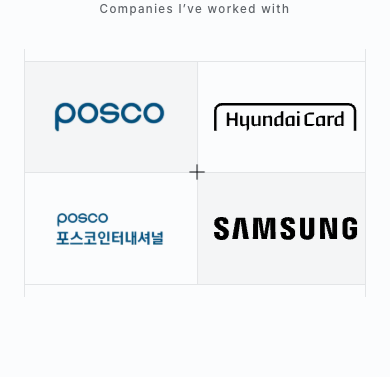 Companies I’ve worked with
posco
Hyundai Card
posco
포스코인터내셔널
SAMSUNG